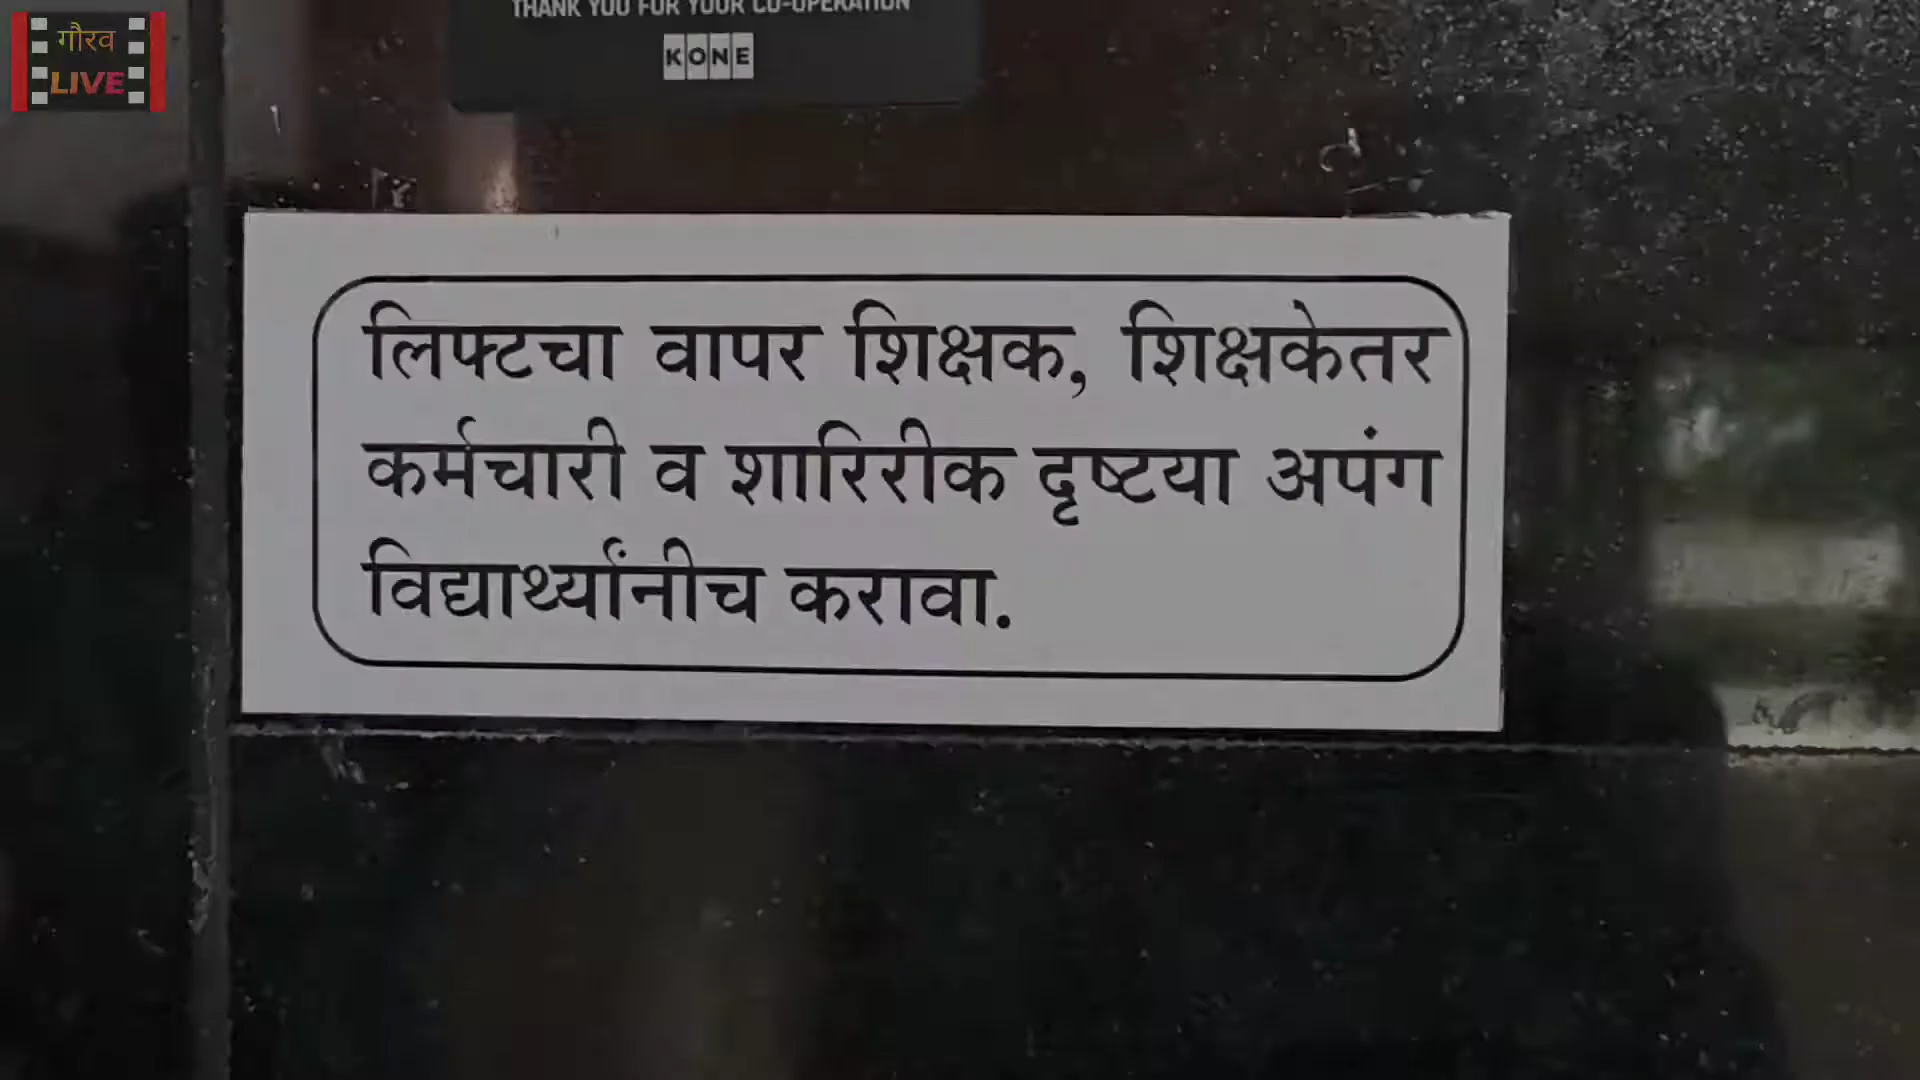 गौरव
LIVE
THANK YOU FOR YOUR CO-OPERATION
KONE
लिफ्टचा वापर शिक्षक, शिक्षकेतर
कर्मचारी व शारिरीक दृष्टया अपंग
विद्यार्थ्यांनीच करावा.